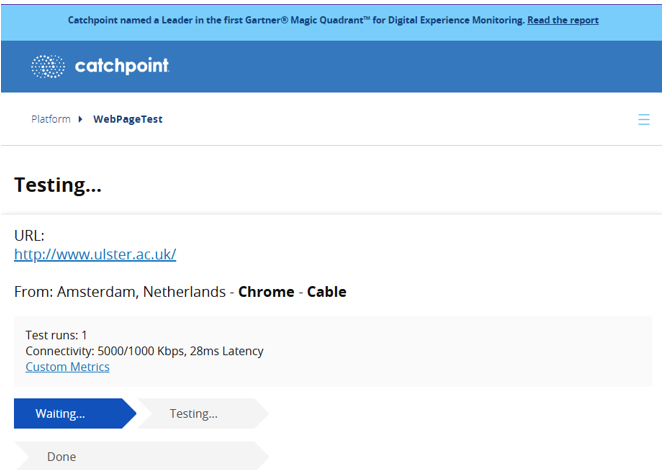 Catchpoint named a Leader in the first Gartner® Magic Quadrant™ for Digital Experience Monitoring. Read the report
catchpoint
Platform WebPageTest
Testing...
URL:
http://www.ulster.ac.uk/
From: Amsterdam, Netherlands - Chrome - Cable
Test runs: 1
Connectivity: 5000/1000 Kbps, 28ms Latency
Custom Metrics
Waiting... Testing...
Done